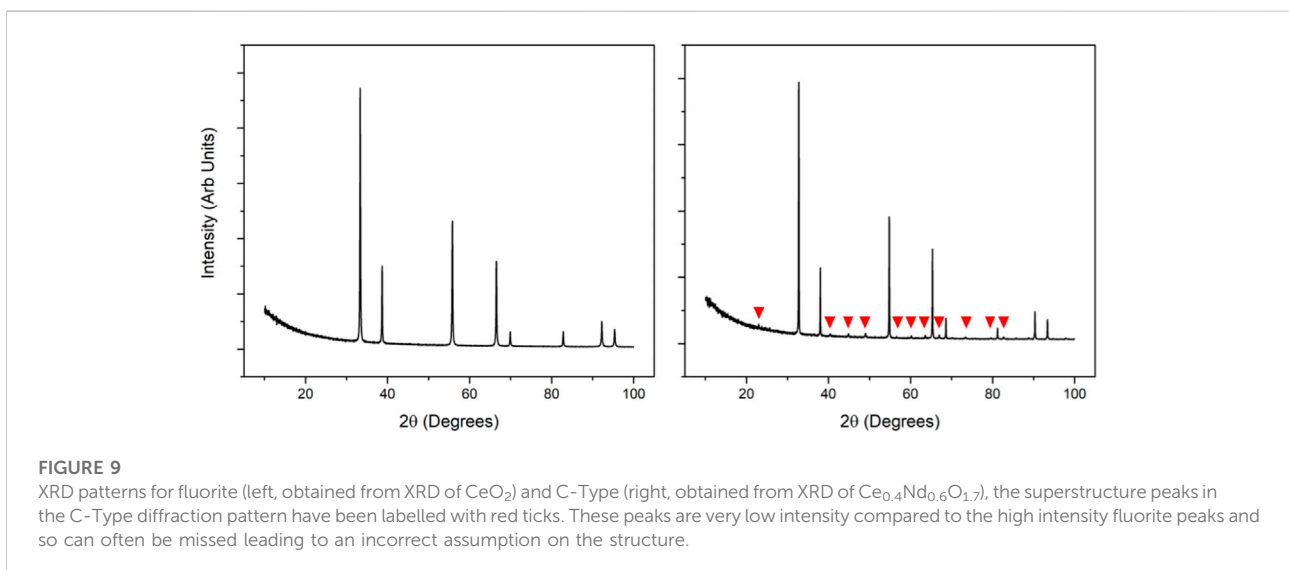 Intensity (Arb Units)
20
40
60
80
100
2θ (Degrees)
20
40
60
80
100
2θ (Degrees)
FIGURE 9
XRD patterns for fluorite (left, obtained from XRD of CeO₂) and C-Type (right, obtained from XRD of Ce₀.₄Nd₀.₆O₁.₇), the superstructure peaks in
the C-Type diffraction pattern have been labelled with red ticks. These peaks are very low intensity compared to the high intensity fluorite peaks and
so can often be missed leading to an incorrect assumption on the structure.